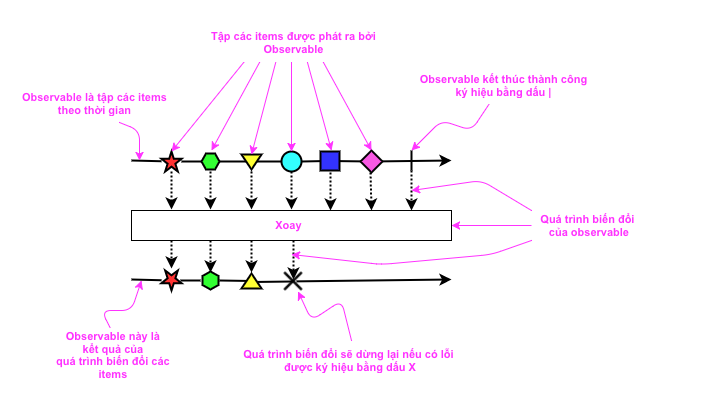 Tập các items được phát ra bởi
Observable
Observable kết thúc thành công
ký hiệu bằng dấu |
Observable là tập các items
theo thời gian
Xoay
Quá trình biến đổi
của observable
Observable này là
kết quả của
quá trình biến đổi các
items
Quá trình biến đổi sẽ dừng lại nếu có lỗi
được ký hiệu bằng dấu X